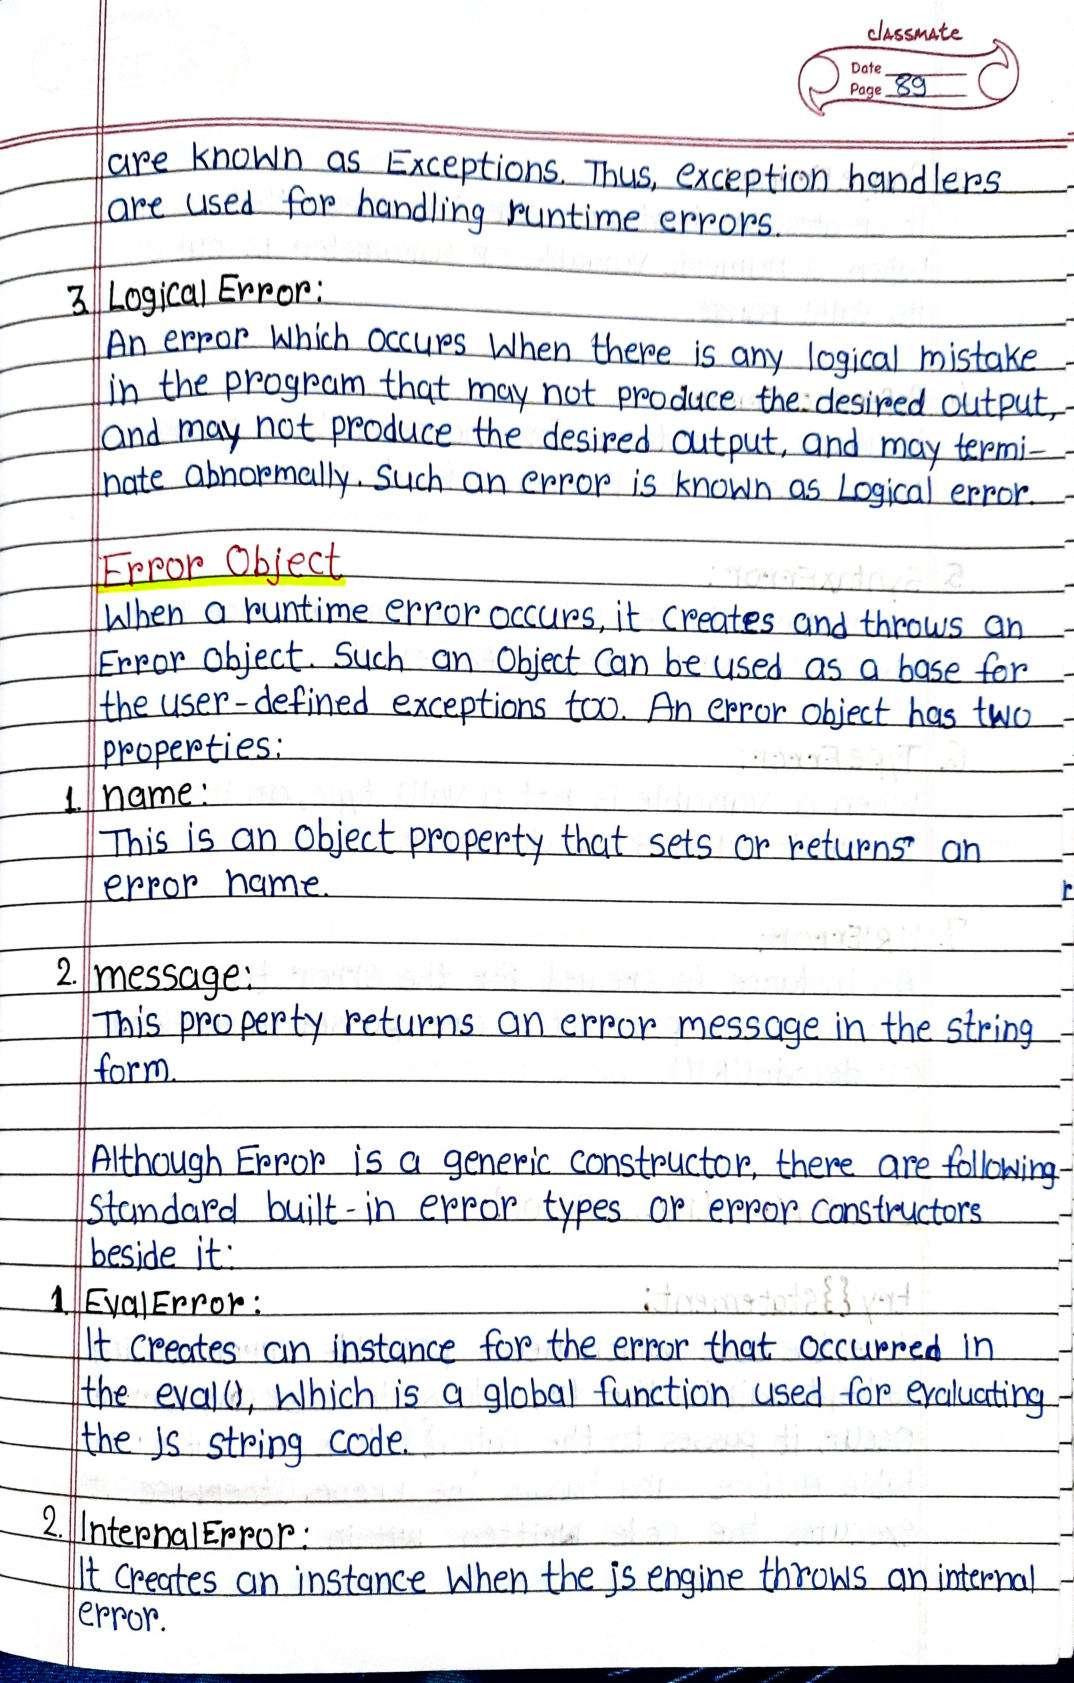 classmate
Date
Page 89
are known as Exceptions. Thus, exception handlers
are used for handling runtime errors.
3. Logical Error:
An error which occurs when there is any logical mistake
in the program that may not produce the desired output,
and may not produce the desired output, and may termi-
nate abnormally. Such an error is known as Logical error.
Error Object
When a runtime error occurs, it creates and throws an
Error object. Such an object can be used as a base for
the user-defined exceptions too. An error object has two
properties:
1. name:
This is an object property that sets or returns an
error name.
2. message:
This property returns an error message in the string
form.
Although Error is a generic constructor, there are following
standard built-in error types or error constructors
beside it:
1. EvalError:
It creates an instance for the error that occurred in
the eval(), which is a global function used for evaluating
the js string code.
2. InternalError:
It creates an instance when the js engine throws an internal
error.